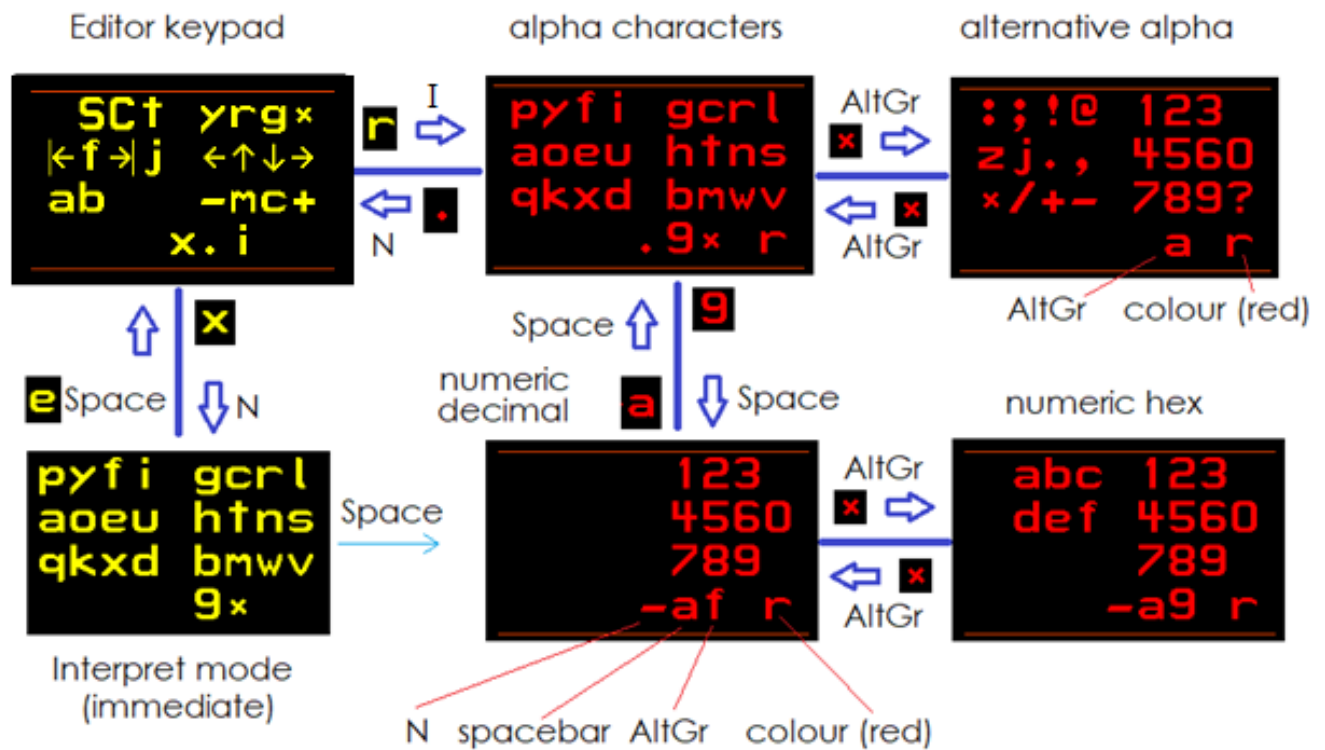 Editor keypad
alpha characters
alternative alpha
SCt yrg×
|←f→|j ←↑↓→
ab -mc+
x.i
r
I
N
.
pyfi gcrl
aoeu htns
qkxd bmwv
.9× r
AltGr
×
×
AltGr
:;!@ 123
zj., 4560
×/+- 789?
a r
AltGr colour (red)
x
e Space
N
Space
9
numeric
decimal
a
Space
numeric hex
pyfi gcrl
aoeu htns
qkxd bmwv
9×
Space
123
4560
789
-af r
AltGr
×
×
AltGr
abc 123
def 4560
789
-a9 r
Interpret mode
(immediate)
N spacebar AltGr colour (red)